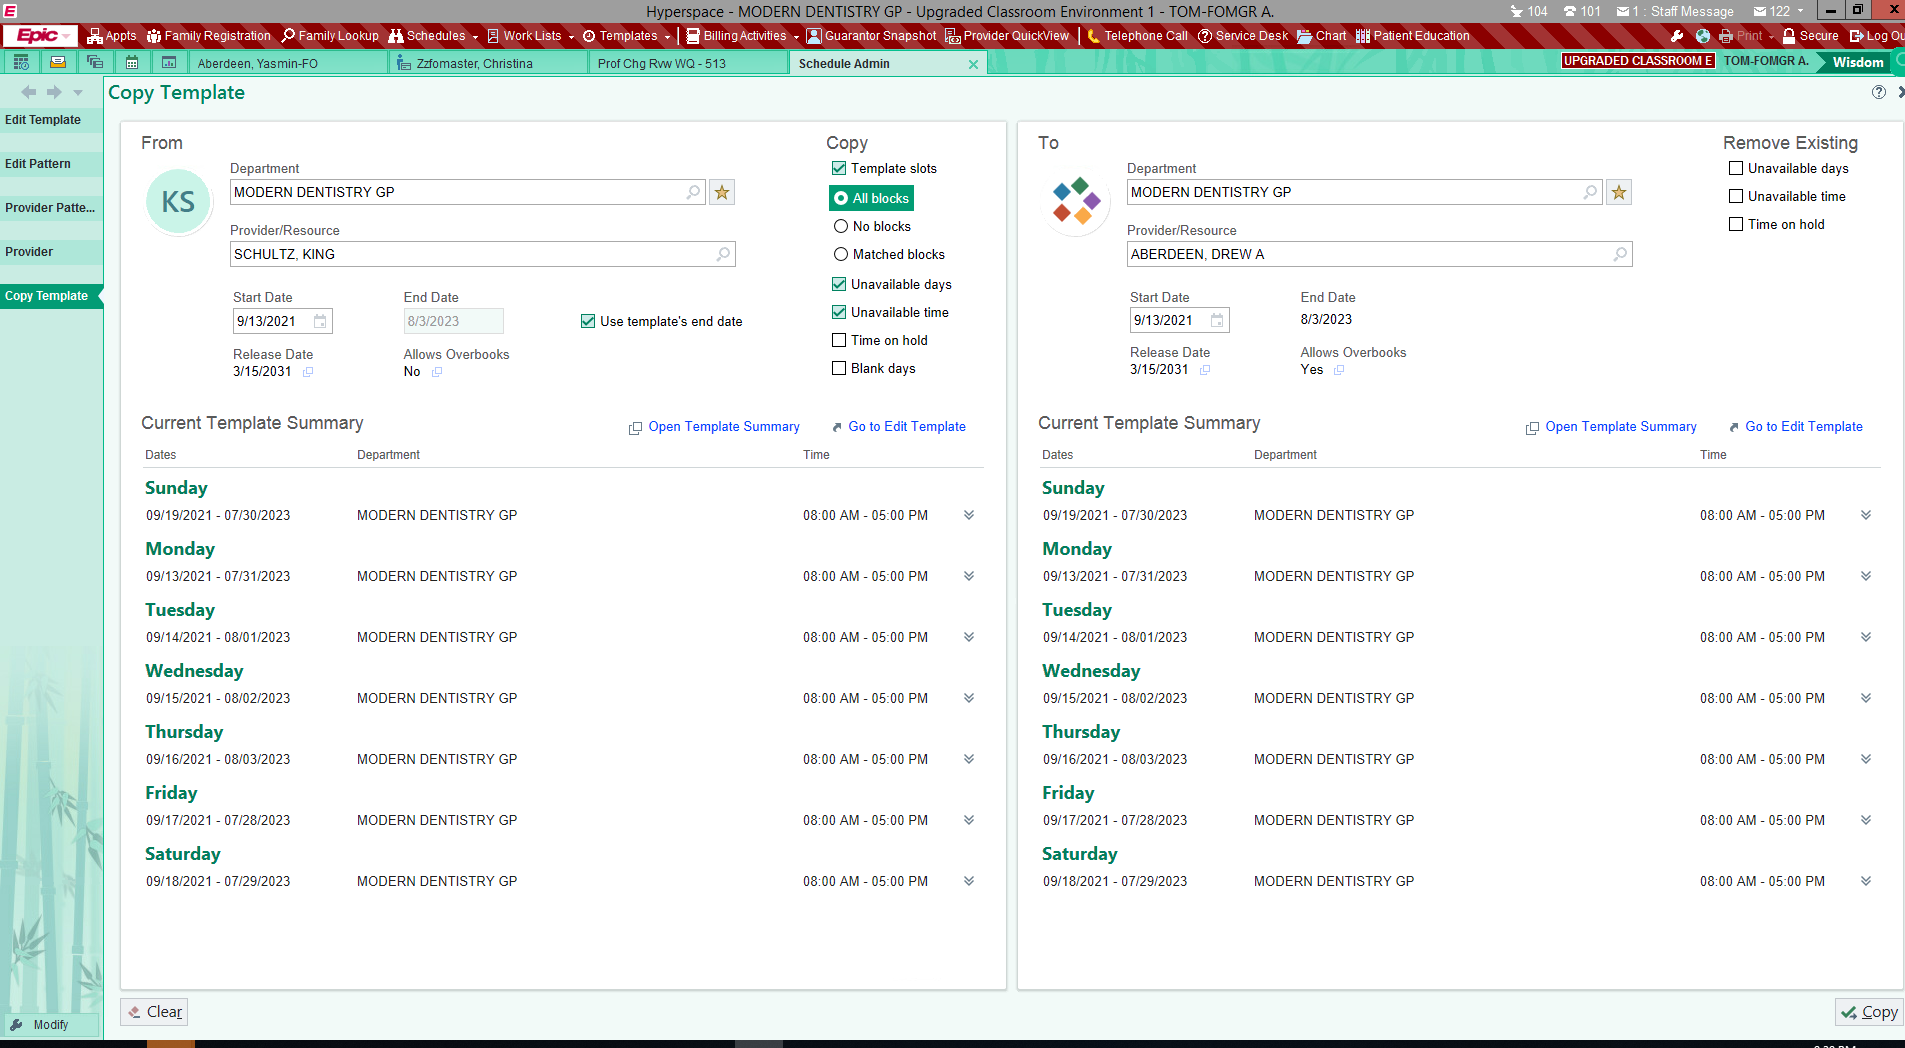 Hyperspace - MODERN DENTISTRY GP - Upgraded Classroom Environment 1 - TOM-FOMGR A.
104 101 1 : Staff Message 122
Epic Appts Family Registration Family Lookup Schedules Work Lists Templates Billing Activities Guarantor Snapshot Provider QuickView Telephone Call Service Desk Chart Patient Education Print Secure Log Ou
Aberdeen, Yasmin-FO Zzfomaster, Christina Prof Chg Rvw WQ - 513 Schedule Admin UPGRADED CLASSROOM E TOM-FOMGR A. Wisdom
Copy Template
Edit Template
Edit Pattern
Provider Patte...
Provider
Copy Template
Modify
From
KS
Department
MODERN DENTISTRY GP
Provider/Resource
SCHULTZ, KING
Start Date End Date
9/13/2021 8/3/2023 Use template's end date
Release Date Allows Overbooks
3/15/2031 No
Copy
Template slots
All blocks
No blocks
Matched blocks
Unavailable days
Unavailable time
Time on hold
Blank days
Current Template Summary Open Template Summary Go to Edit Template
Dates Department Time
Sunday
09/19/2021 - 07/30/2023 MODERN DENTISTRY GP 08:00 AM - 05:00 PM
Monday
09/13/2021 - 07/31/2023 MODERN DENTISTRY GP 08:00 AM - 05:00 PM
Tuesday
09/14/2021 - 08/01/2023 MODERN DENTISTRY GP 08:00 AM - 05:00 PM
Wednesday
09/15/2021 - 08/02/2023 MODERN DENTISTRY GP 08:00 AM - 05:00 PM
Thursday
09/16/2021 - 08/03/2023 MODERN DENTISTRY GP 08:00 AM - 05:00 PM
Friday
09/17/2021 - 07/28/2023 MODERN DENTISTRY GP 08:00 AM - 05:00 PM
Saturday
09/18/2021 - 07/29/2023 MODERN DENTISTRY GP 08:00 AM - 05:00 PM
Clear
To
Department
MODERN DENTISTRY GP
Provider/Resource
ABERDEEN, DREW A
Start Date End Date
9/13/2021 8/3/2023
Release Date Allows Overbooks
3/15/2031 Yes
Remove Existing
Unavailable days
Unavailable time
Time on hold
Current Template Summary Open Template Summary Go to Edit Template
Dates Department Time
Sunday
09/19/2021 - 07/30/2023 MODERN DENTISTRY GP 08:00 AM - 05:00 PM
Monday
09/13/2021 - 07/31/2023 MODERN DENTISTRY GP 08:00 AM - 05:00 PM
Tuesday
09/14/2021 - 08/01/2023 MODERN DENTISTRY GP 08:00 AM - 05:00 PM
Wednesday
09/15/2021 - 08/02/2023 MODERN DENTISTRY GP 08:00 AM - 05:00 PM
Thursday
09/16/2021 - 08/03/2023 MODERN DENTISTRY GP 08:00 AM - 05:00 PM
Friday
09/17/2021 - 07/28/2023 MODERN DENTISTRY GP 08:00 AM - 05:00 PM
Saturday
09/18/2021 - 07/29/2023 MODERN DENTISTRY GP 08:00 AM - 05:00 PM
Copy